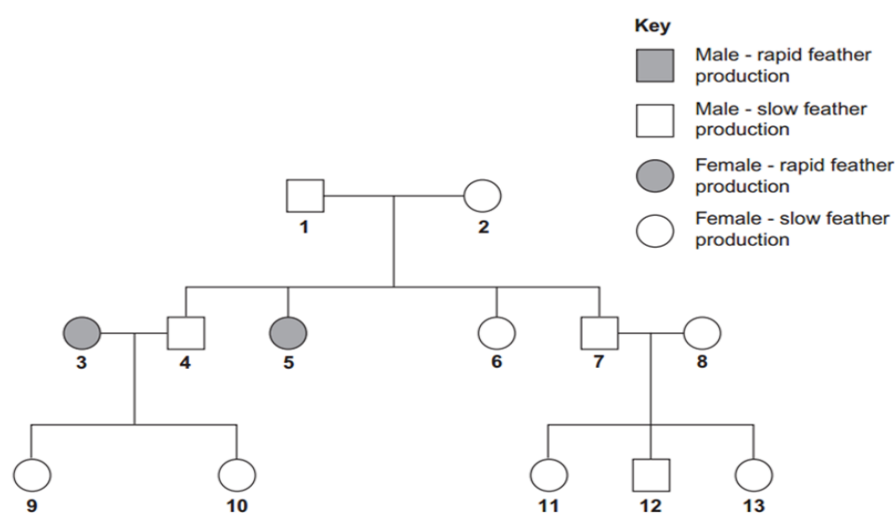 Key
Male - rapid feather
production
Male - slow feather
production
Female - rapid feather
production
Female - slow feather
production
1
2
3
4
5
6
7
8
9
10
11
12
13